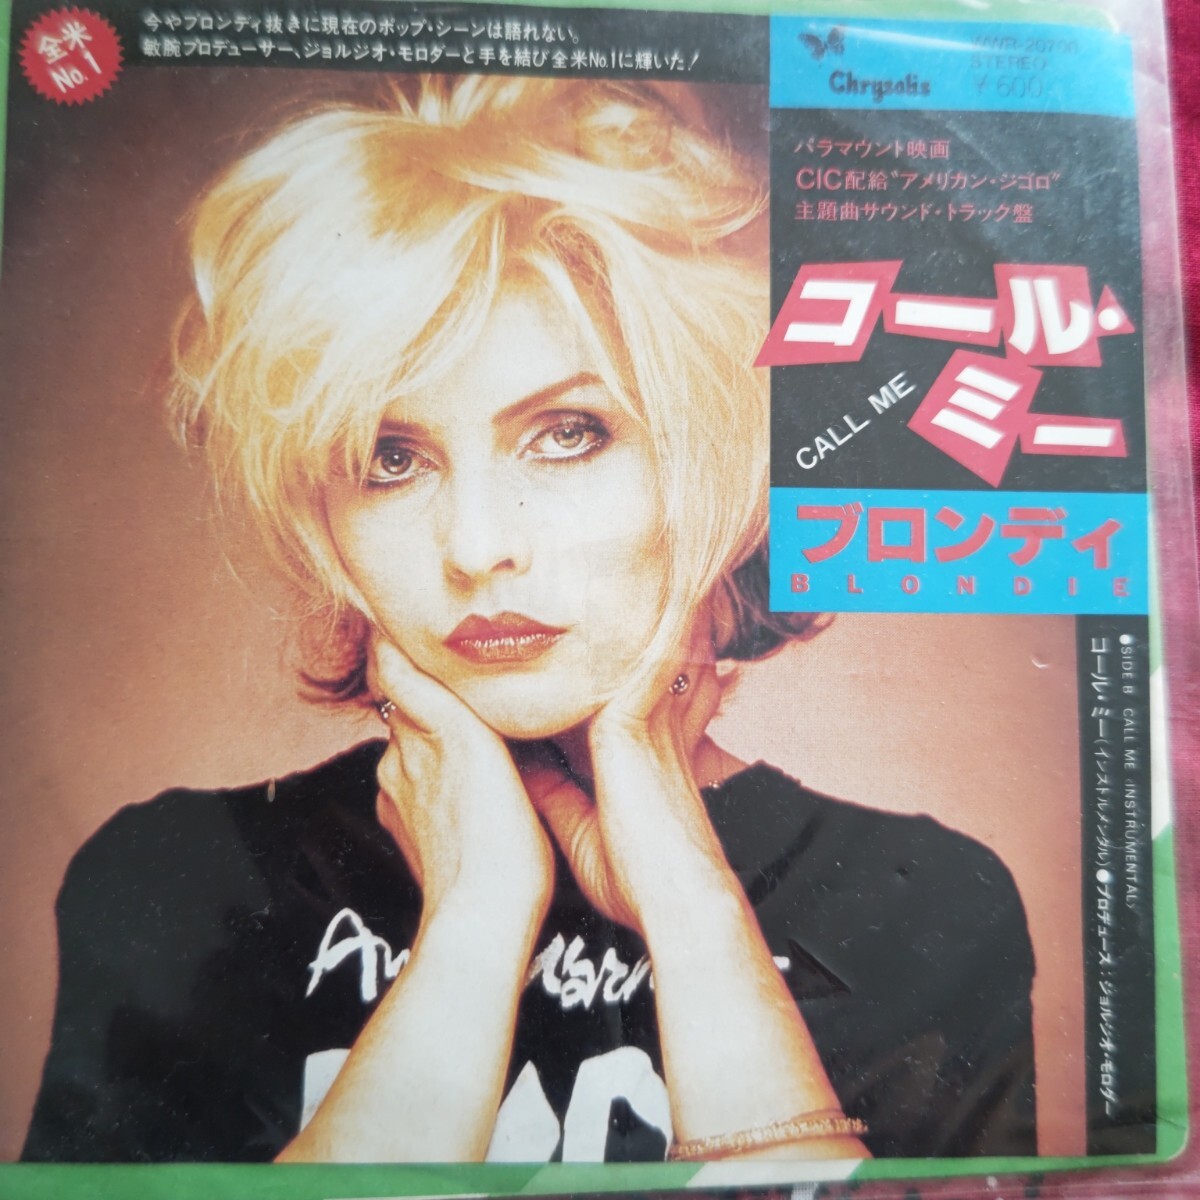 全米
No.1
今やブロンディ抜きに現在のポップ・シーンは語れない。
敏腕プロデューサー、ジョルジオ・モロダーと手を結び全米No.1に輝いた!
Chrysalis
WWR-20700
STEREO
¥600
パラマウント映画
CIC配給“アメリカン・ジゴロ”
主題曲サウンド・トラック盤
コール・
ミー
CALL ME
ブロンディ
BLONDIE
●SIDE B CALL ME〈INSTRUMENTAL〉
コール・ミー(インストルメンタル)●プロデュース:ジョルジオ・モロダー